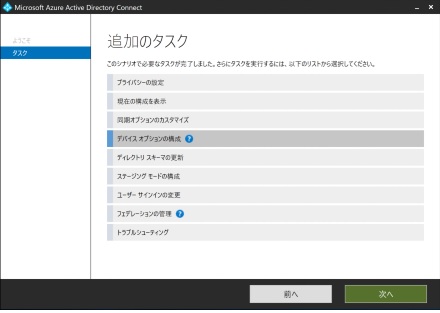 Microsoft Azure Active Directory Connect
ようこそ
タスク
追加のタスク
このシナリオで必要なタスクが完了しました。さらにタスクを実行するには、以下のリストから選択してください。
プライバシーの設定
現在の構成を表示
同期オプションのカスタマイズ
デバイス オプションの構成 ?
ディレクトリ スキーマの更新
ステージング モードの構成
ユーザー サインインの変更
フェデレーションの管理 ?
トラブルシューティング
前へ
次へ